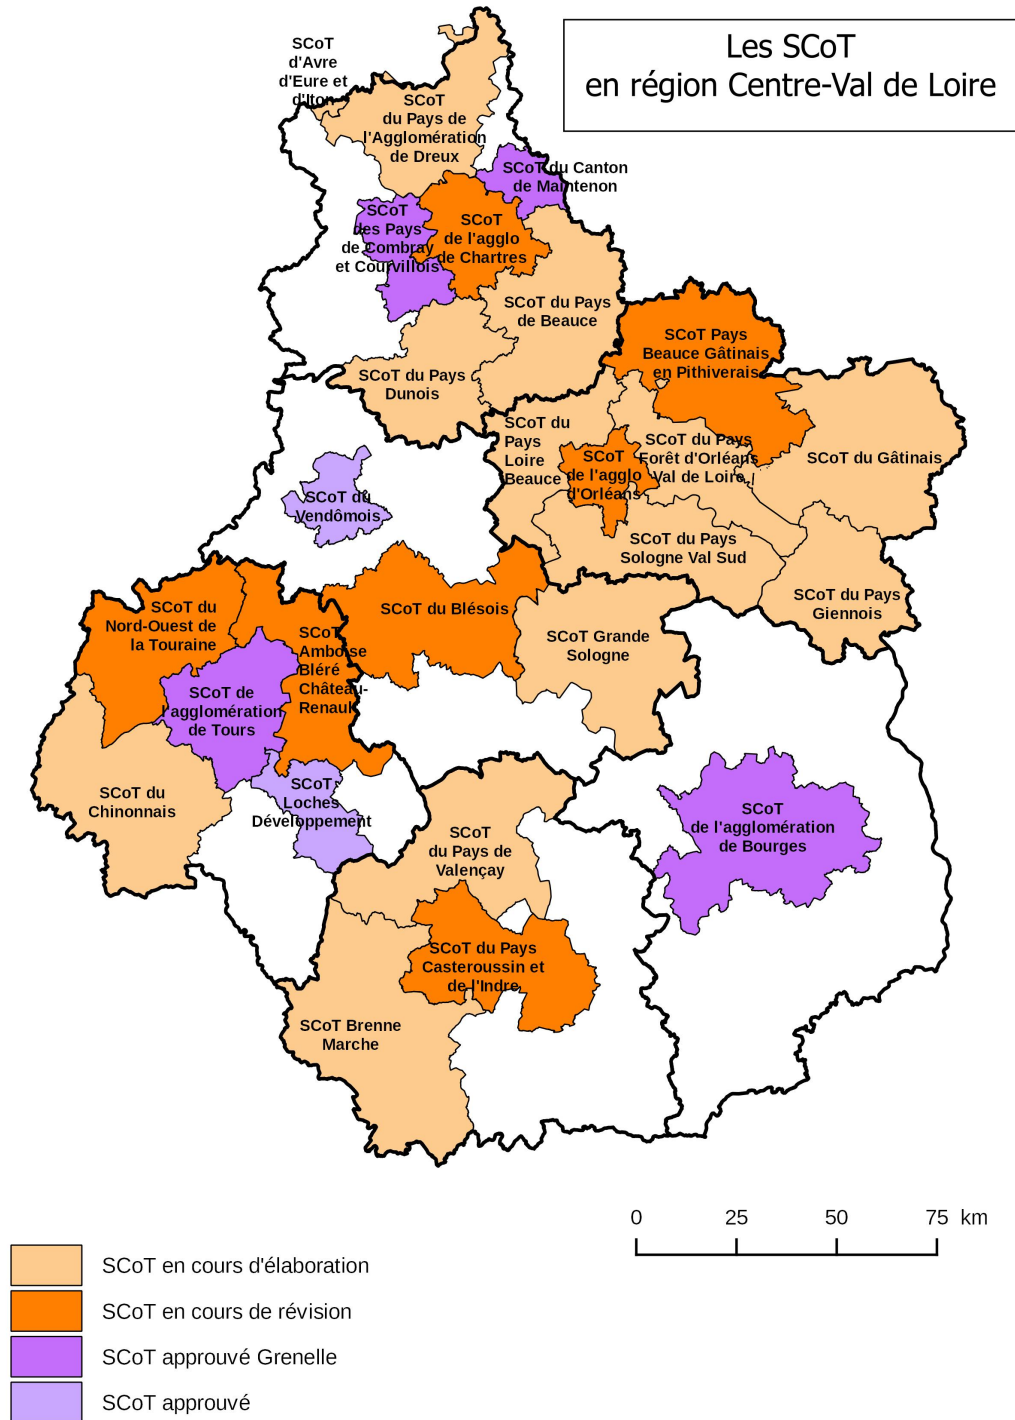 Les SCoT
en région Centre-Val de Loire
SCoT
d'Avre
d'Eure et
d'Iton
SCoT
du Pays de
l'Agglomération
de Dreux
SCoT du Canton
de Maintenon
SCoT
des Pays
de Combray
et Courvillois
SCoT
de l'agglo
de Chartres
SCoT du Pays
de Beauce
SCoT Pays
Beauce Gâtinais
en Pithiverais
SCoT du Pays
Dunois
SCoT du
Pays
Loire
Beauce
SCoT
de l'agglo
d'Orléans
SCoT du Pays
Forêt d'Orléans
Val de Loire
SCoT du Gâtinais
SCoT du
Vendômois
SCoT du Pays
Sologne Val Sud
SCoT du Pays
Giennois
SCoT du
Nord-Ouest de
la Touraine
SCoT
Amboise
Bléré
Château-
Renault
SCoT du Blésois
SCoT Grande
Sologne
SCoT de
l'agglomération
de Tours
SCoT du
Chinonnais
SCoT
Loches
Développement
SCoT
du Pays de
Valençay
SCoT
de l'agglomération
de Bourges
SCoT du Pays
Casteroussin et
de l'Indre
SCoT Brenne
Marche
0 25 50 75 km
SCoT en cours d'élaboration
SCoT en cours de révision
SCoT approuvé Grenelle
SCoT approuvé